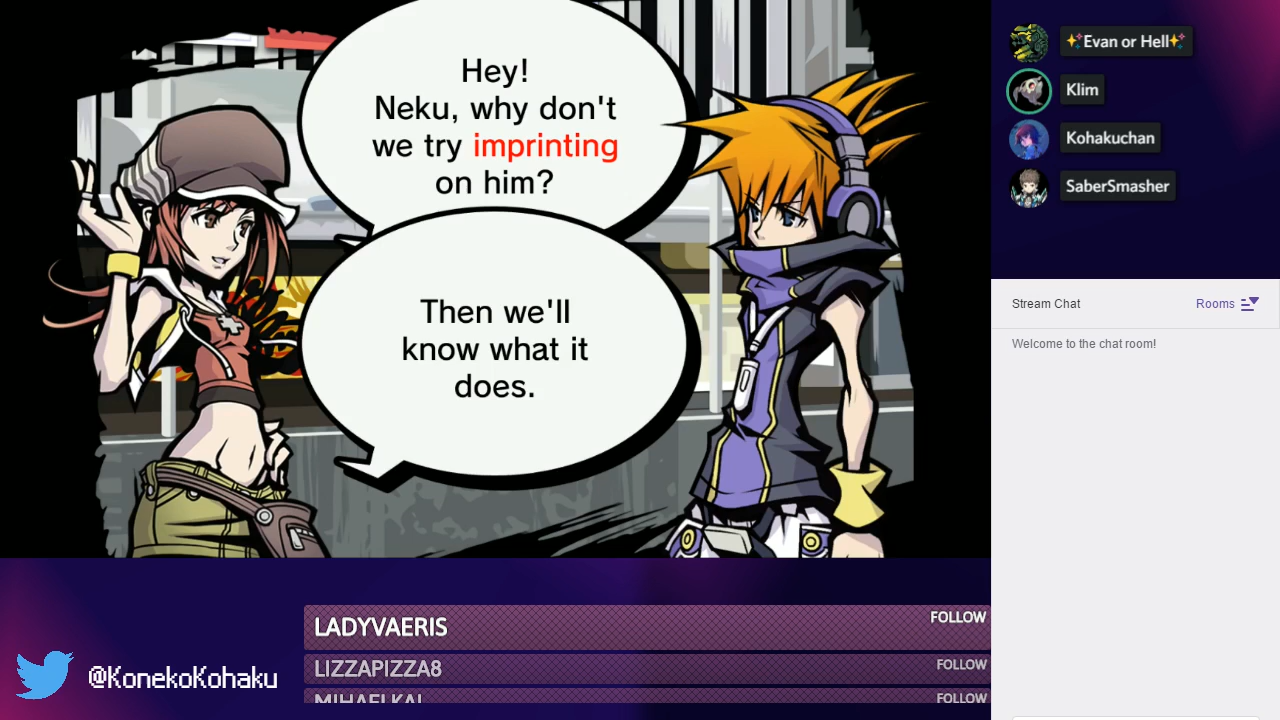 Hey!
Neku, why don't
we try imprinting
on him?
Then we'll
know what it
does.
✨Evan or Hell✨
Klim
Kohakuchan
SaberSmasher
Stream Chat
Rooms
Welcome to the chat room!
LADYVAERIS
FOLLOW
LIZZAPIZZA8
FOLLOW
MIHAELKAL
FOLLOW
@KonekoKohaku